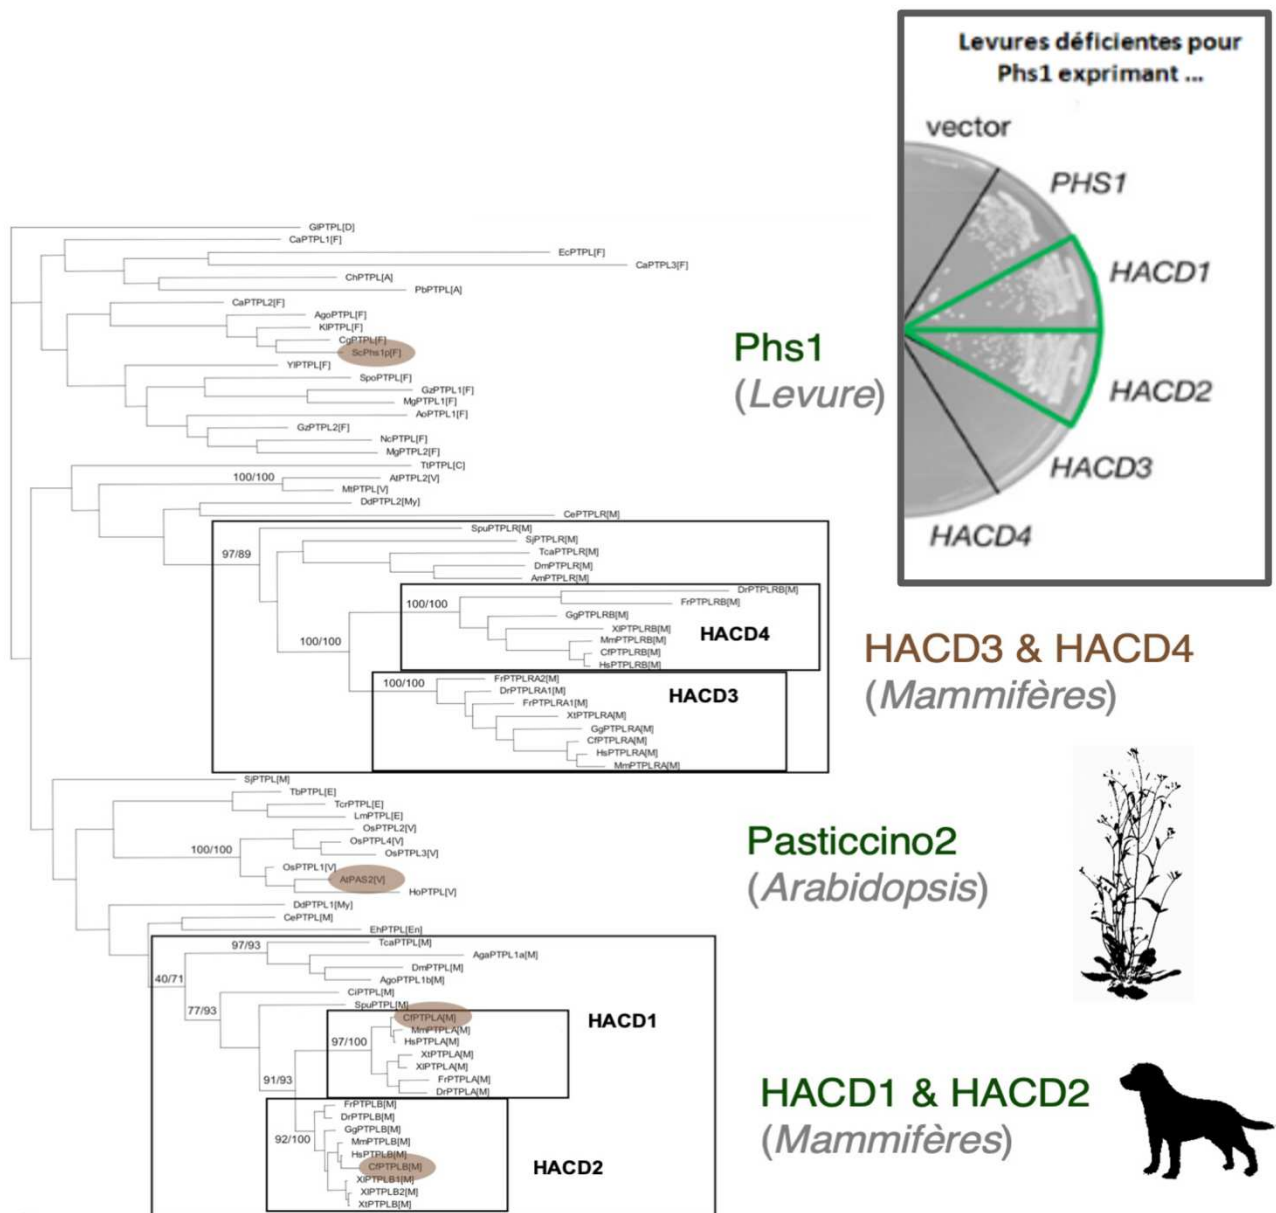 Levures déficientes pour
Phs1 exprimant ...
vector
PHS1
HACD1
HACD2
HACD3
HACD4
GlPTPL[D]
CaPTPL1[F]
EcPTPL[F]
CaPTPL3[F]
ChPTPL[A]
PbPTPL[A]
CaPTPL2[F]
AgoPTPL[F]
KlPTPL[F]
CgPTPL[F]
ScPhs1p[F]
YlPTPL[F]
SpoPTPL[F]
GzPTPL1[F]
MgPTPL1[F]
AoPTPL1[F]
GzPTPL2[F]
NcPTPL[F]
MgPTPL2[F]
Phs1
(Levure)
TtPTPL[C]
100/100
AtPTPL2[V]
MtPTPL[V]
DdPTPL2[My]
CePTPLR[M]
SpuPTPLR[M]
SjPTPLR[M]
97/89
TcaPTPLR[M]
DmPTPLR[M]
AmPTPLR[M]
DrPTPLRB[M]
100/100
FrPTPLRB[M]
GgPTPLRB[M]
XlPTPLRB[M]
HACD4
100/100
MmPTPLRB[M]
CfPTPLRB[M]
HsPTPLRB[M]
100/100
FrPTPLRA2[M]
DrPTPLRA1[M]
HACD3
FrPTPLRA1[M]
XtPTPLRA[M]
GgPTPLRA[M]
CfPTPLRA[M]
HsPTPLRA[M]
MmPTPLRA[M]
HACD3 & HACD4
(Mammifères)
SjPTPL[M]
TbPTPL[E]
TcrPTPL[E]
LmPTPL[E]
OsPTPL2[V]
OsPTPL4[V]
100/100
OsPTPL3[V]
OsPTPL1[V]
AtPAS2[V]
HoPTPL[V]
Pasticcino2
(Arabidopsis)
DdPTPL1[My]
CePTPL[M]
EhPTPL[En]
97/93
TcaPTPL[M]
AgaPTPL1a[M]
DmPTPL[M]
40/71
AgoPTPL1b[M]
CiPTPL[M]
77/93
SpuPTPL[M]
CfPTPLA[M]
HACD1
MmPTPLA[M]
97/100
HsPTPLA[M]
XtPTPLA[M]
XlPTPLA[M]
91/93
FrPTPLA[M]
DrPTPLA[M]
FrPTPLB[M]
DrPTPLB[M]
GgPTPLB[M]
92/100
MmPTPLB[M]
HsPTPLB[M]
CfPTPLB[M]
HACD2
XlPTPLB1[M]
XlPTPLB2[M]
XtPTPLB[M]
HACD1 & HACD2
(Mammifères)